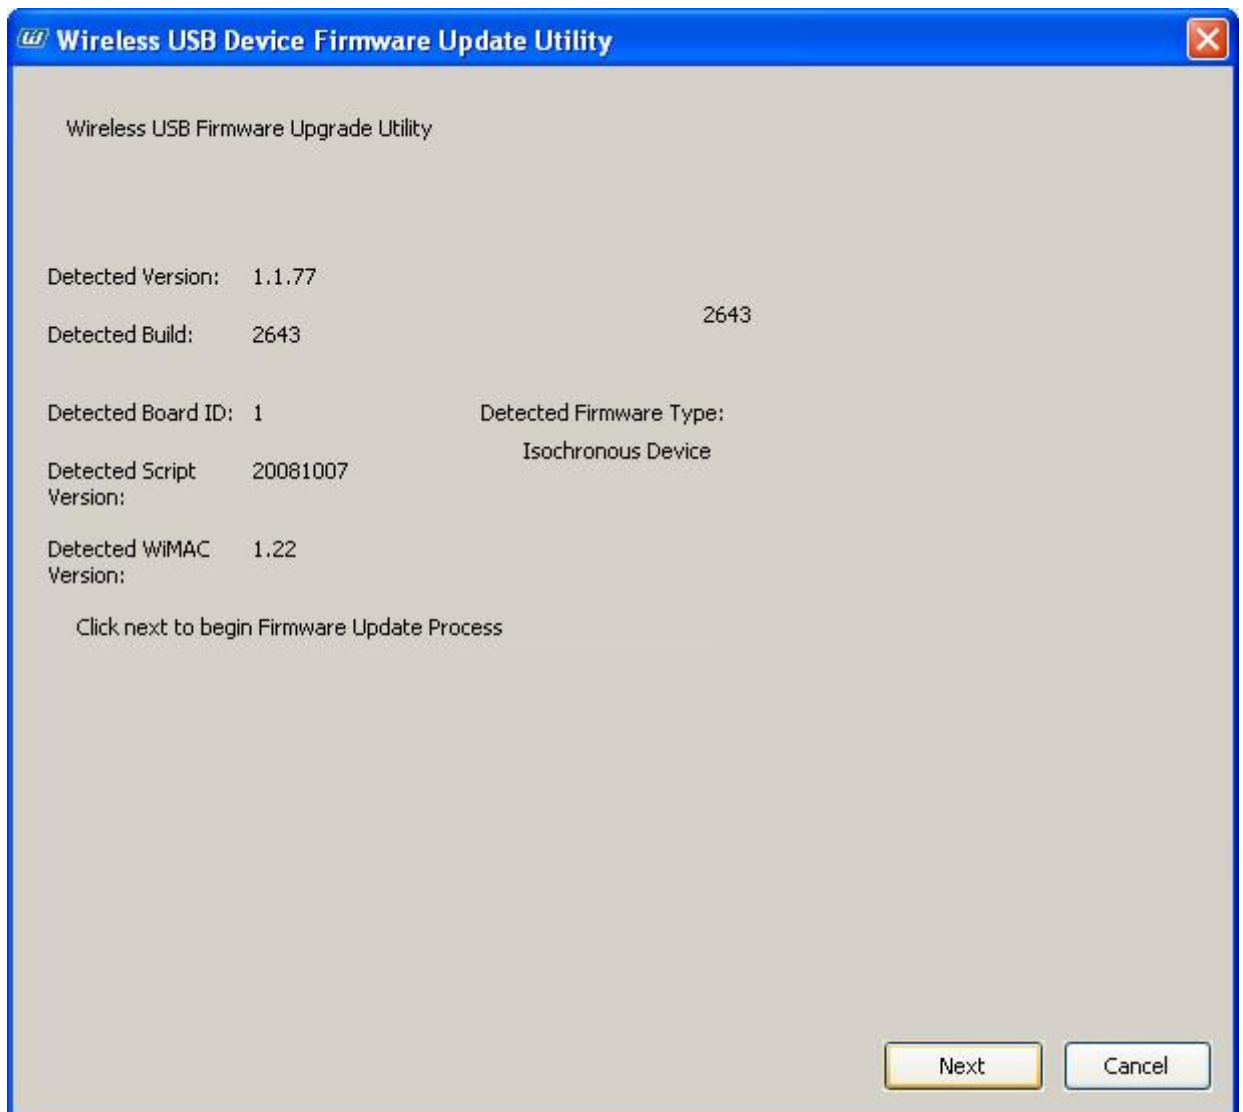 Wireless USB Device Firmware Update Utility
Wireless USB Firmware Upgrade Utility
Detected Version: 1.1.77
2643
Detected Build: 2643
Detected Board ID: 1 Detected Firmware Type:
Isochronous Device
Detected Script 20081007
Version:
Detected WiMAC 1.22
Version:
Click next to begin Firmware Update Process
Next Cancel